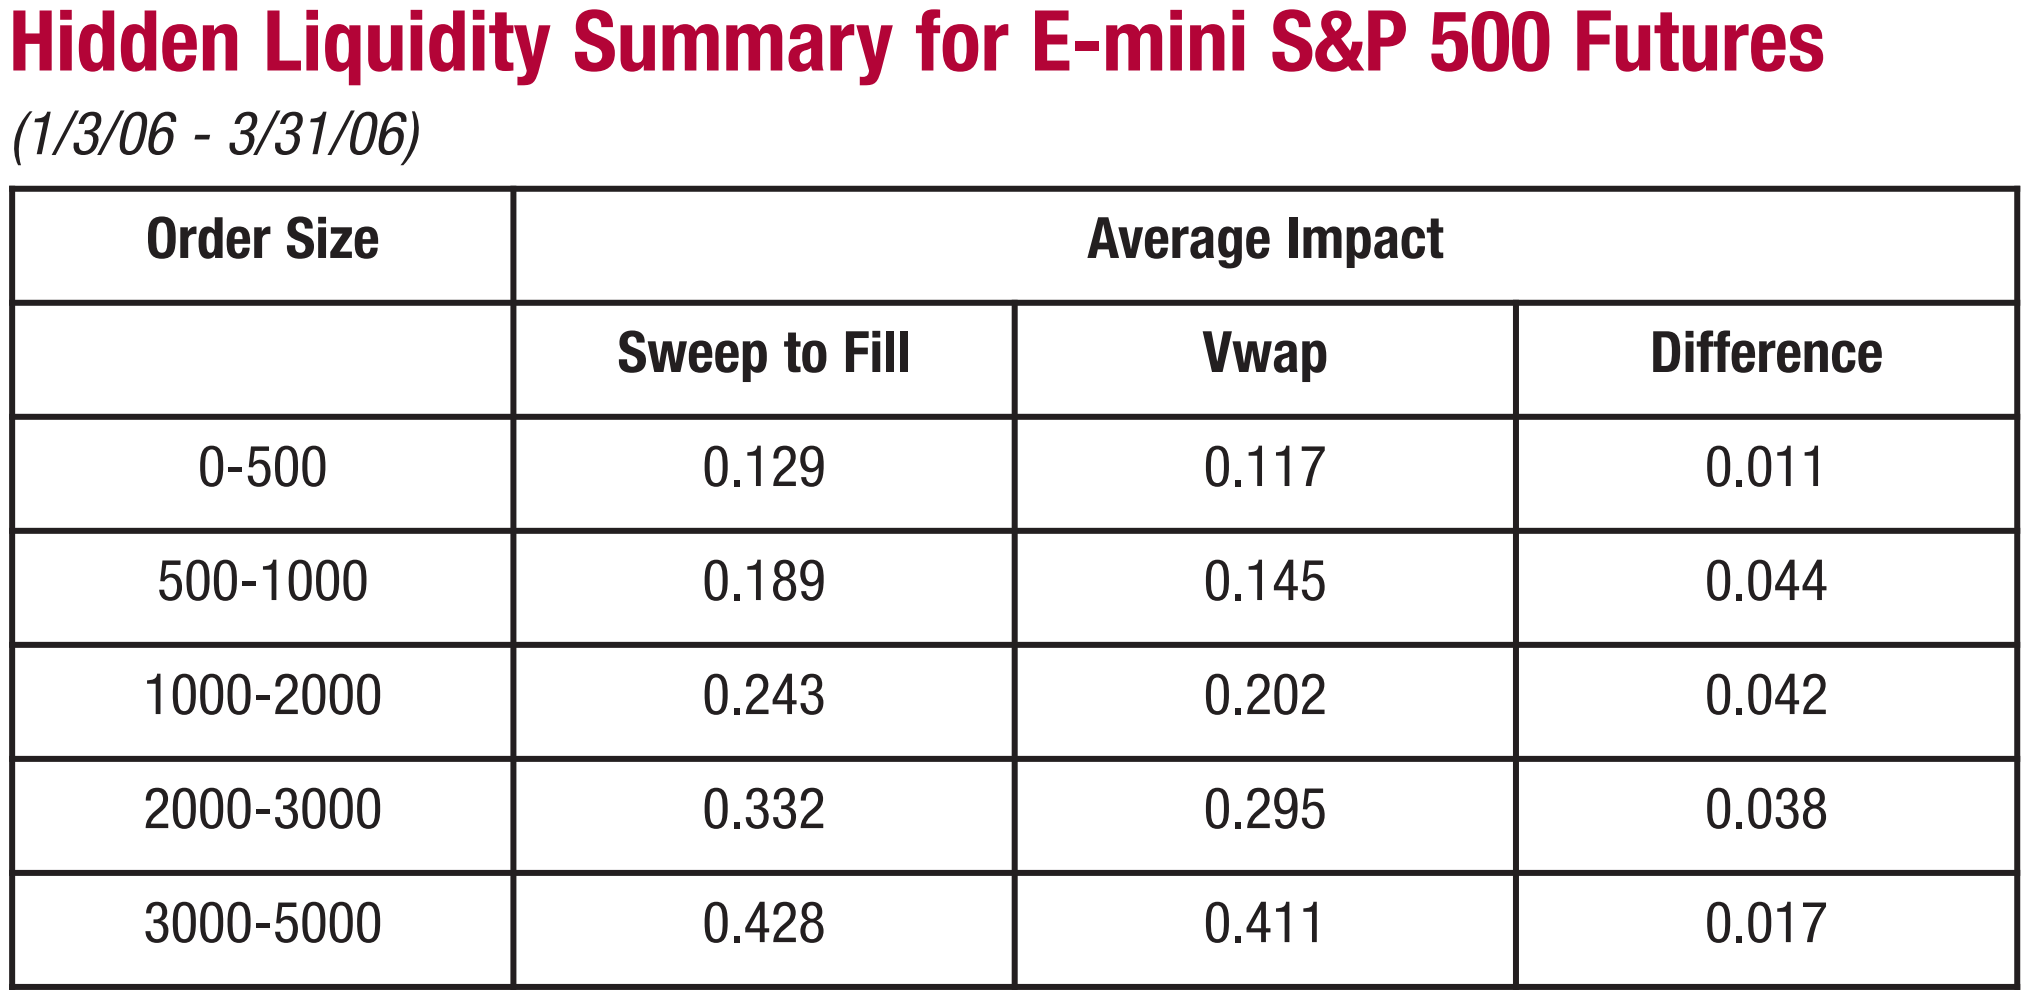 Hidden Liquidity Summary for E-mini S&P 500 Futures
(1/3/06 - 3/31/06)
Order Size Average Impact
Sweep to Fill Vwap Difference
0-500 0.129 0.117 0.011
500-1000 0.189 0.145 0.044
1000-2000 0.243 0.202 0.042
2000-3000 0.332 0.295 0.038
3000-5000 0.428 0.411 0.017